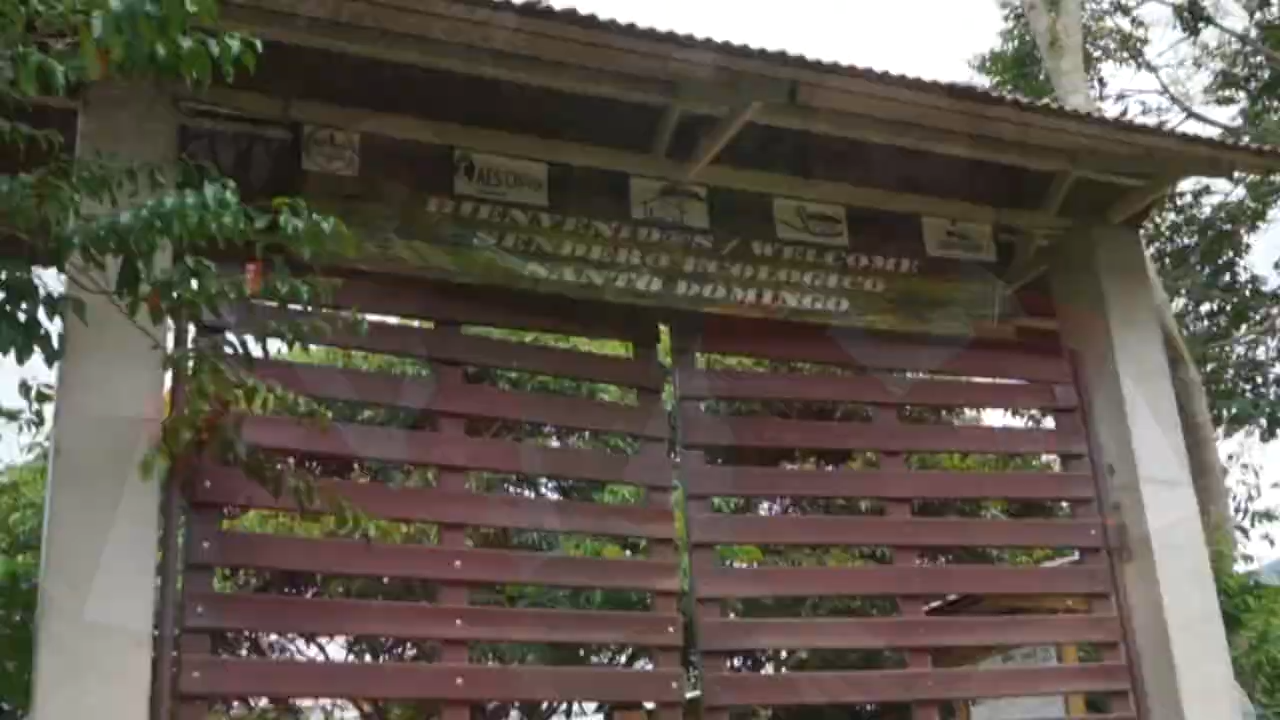 AES Chivor
BIENVENIDOS / WELCOME
SENDERO ECOLOGICO
SANTO DOMINGO